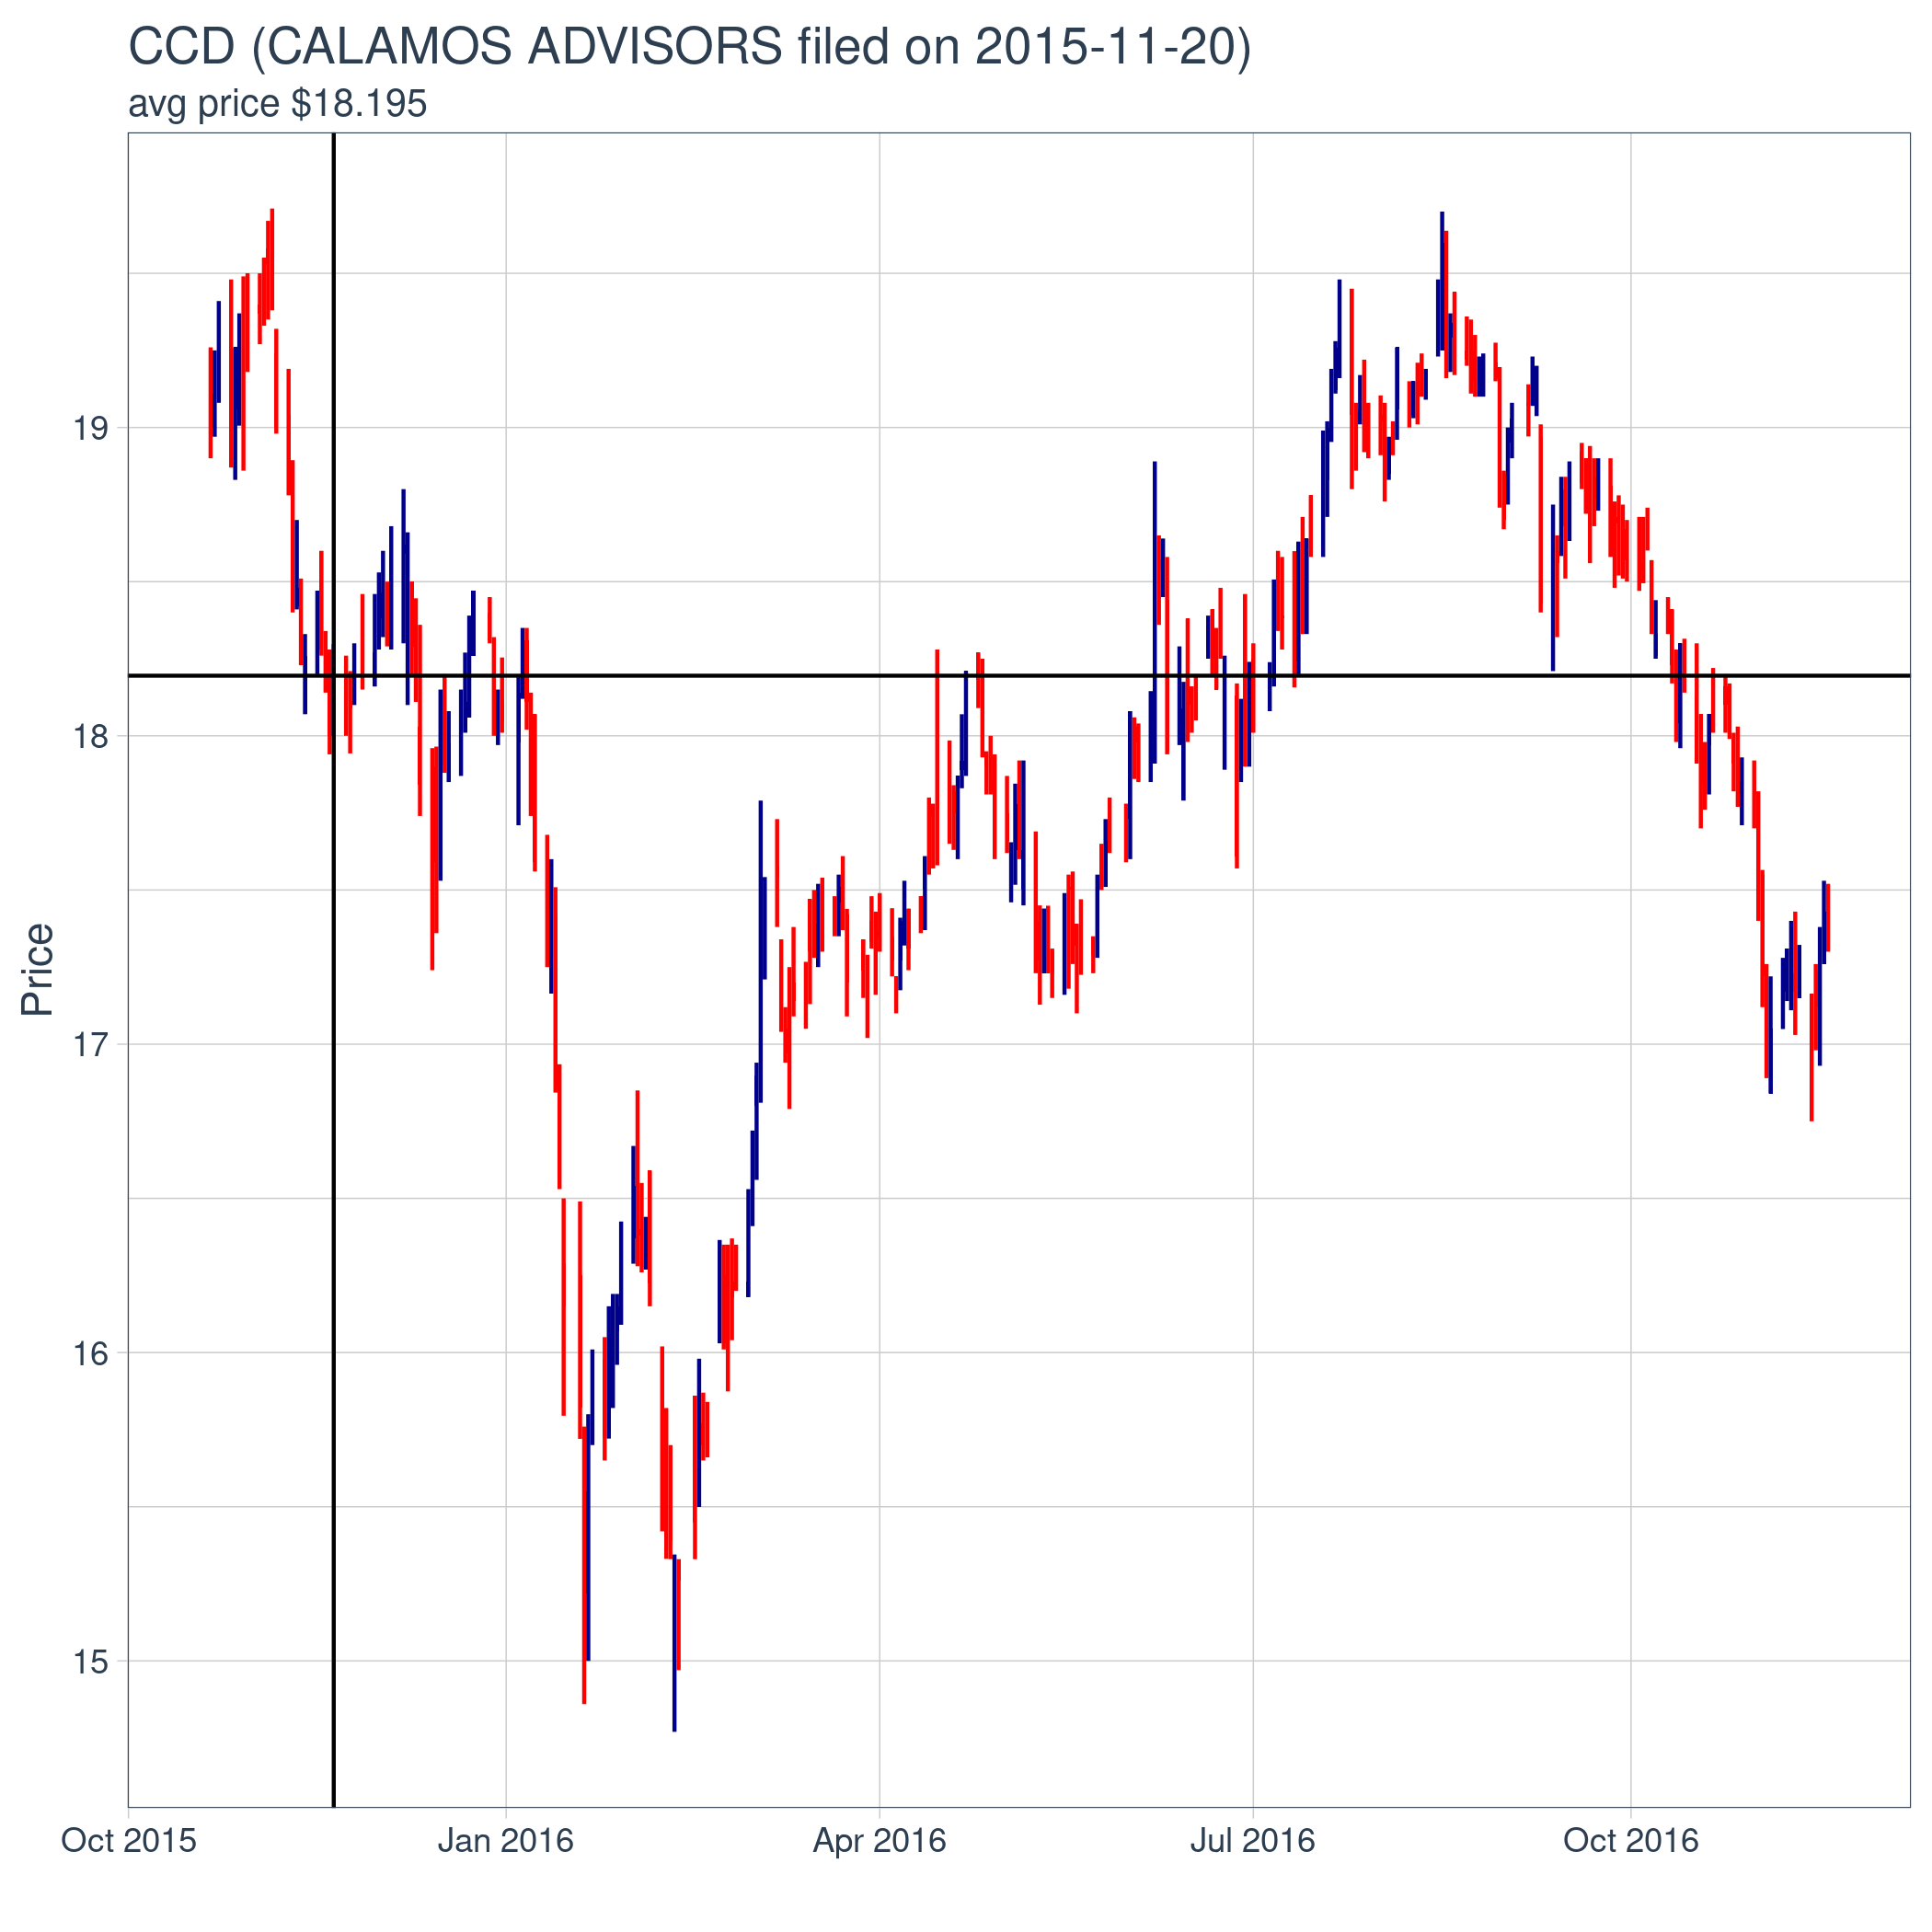 CCD (CALAMOS ADVISORS filed on 2015-11-20)
avg price $18.195
Price
19
18
17
16
15
Oct 2015
Jan 2016
Apr 2016
Jul 2016
Oct 2016